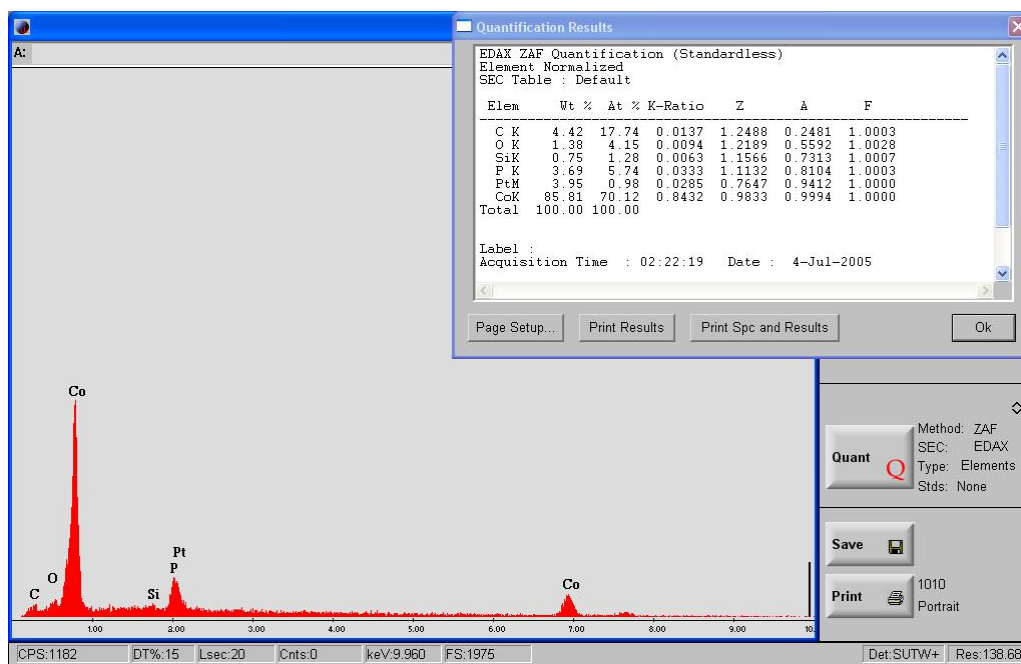 A:
Quantification Results
EDAX ZAF Quantification (Standardless)
Element Normalized
SEC Table : Default
Elem Wt % At % K-Ratio Z A F
C K 4.42 17.74 0.0137 1.2488 0.2481 1.0003
O K 1.38 4.15 0.0094 1.2189 0.5592 1.0028
SiK 0.75 1.28 0.0063 1.1566 0.7313 1.0007
P K 3.69 5.74 0.0333 1.1132 0.8104 1.0003
PtM 3.95 0.98 0.0285 0.7647 0.9412 1.0000
CoK 85.81 70.12 0.8432 0.9833 0.9994 1.0000
Total 100.00 100.00
Label :
Acquisition Time : 02:22:19 Date : 4-Jul-2005
Page Setup... Print Results Print Spc and Results Ok
Co
C
O
Si
Pt
P
Co
1.00 2.00 3.00 4.00 5.00 6.00 7.00 8.00 9.00 10.
Quant Q
Method: ZAF
SEC: EDAX
Type: Elements
Stds: None
Save
Print
1010
Portrait
CPS:1182 DT%:15 Lsec:20 Cnts:0 keV:9.960 FS:1975 Det:SUTW+ Res:138.68